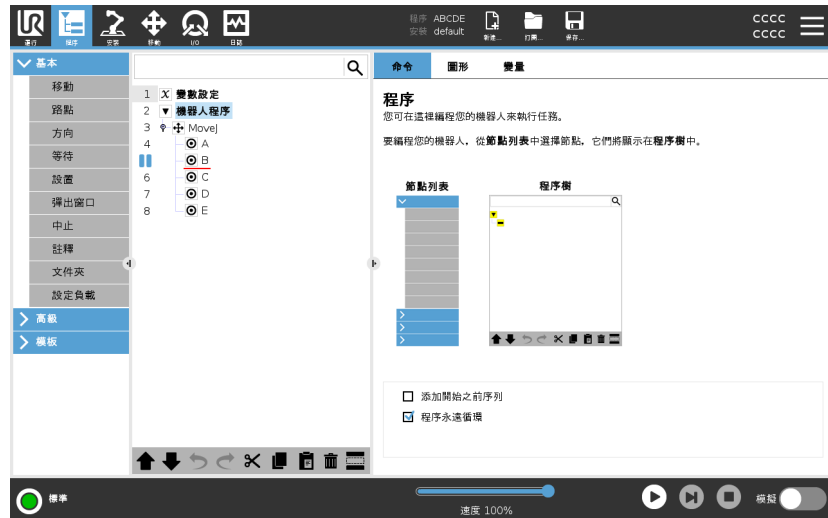 UR
運行
程序
安裝
移動
I/O
日誌
程序 ABCDE
安裝 default
新建...
打開...
保存...
CCCC
CCCC
基本
移動
路點
方向
等待
設置
彈出窗口
中止
註釋
文件夾
設定負載
高級
模板
1 X 變數設定
2 機器人程序
3 MoveJ
4 A
B
6 C
7 D
8 E
命令 圖形 變量
程序
您可在這裡編程您的機器人來執行任務。
要編程您的機器人，從節點列表中選擇節點，它們將顯示在程序樹中。
節點列表 程序樹
添加開始之前序列
程序永遠循環
標準
速度 100%
模擬